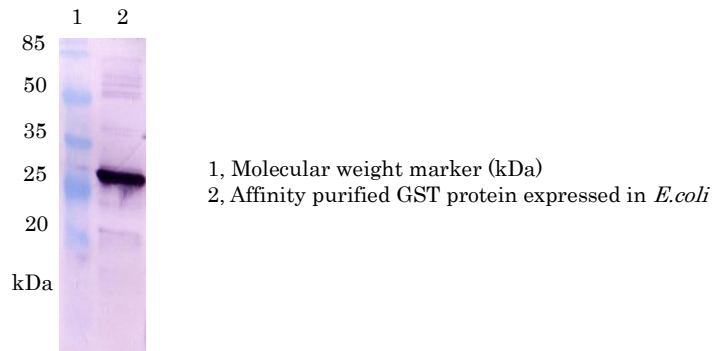 1 2
85
50
35
25
1, Molecular weight marker (kDa)
2, Affinity purified GST protein expressed in E.coli
20
kDa